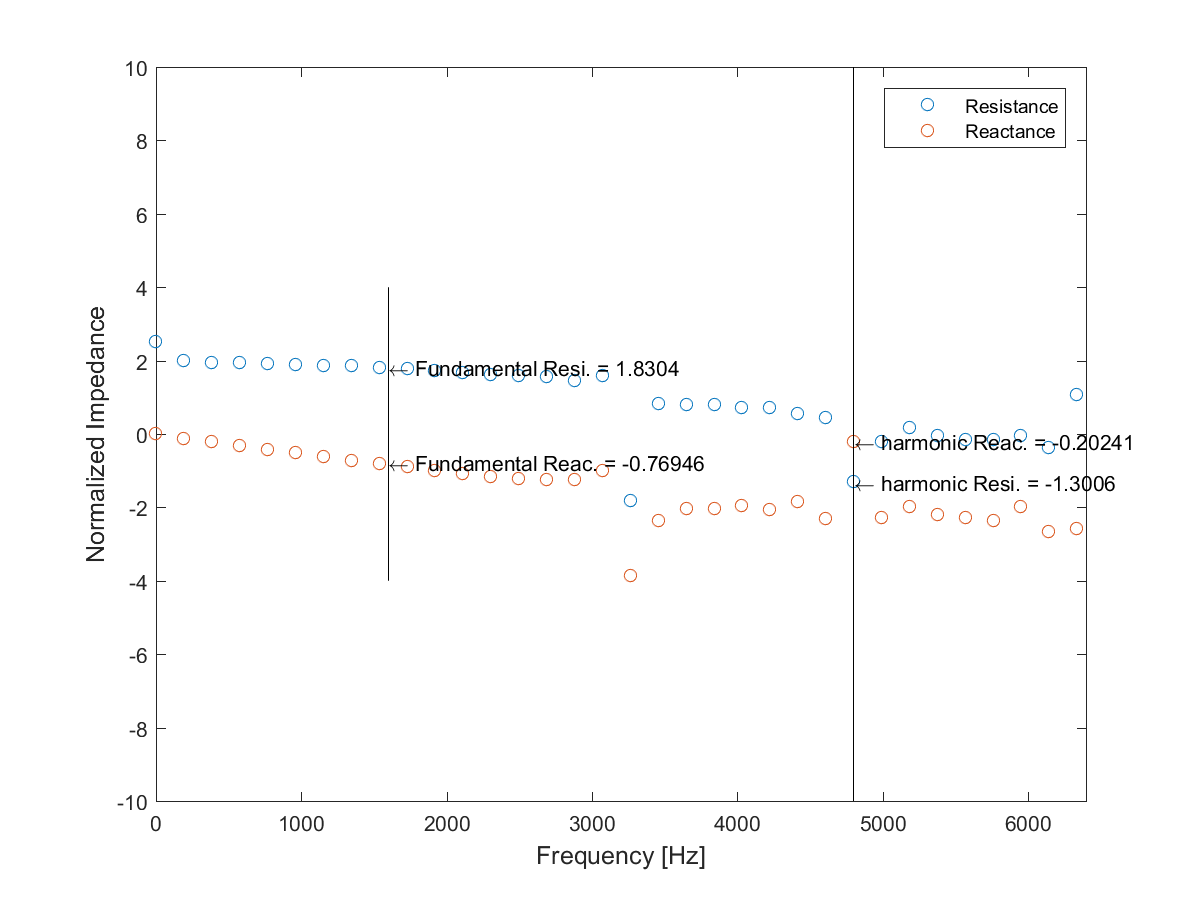 10
8
6
4
2
0
-2
-4
-6
-8
-10
Normalized Impedance
Resistance
Reactance
Fundamental Resi. = 1.8304
Fundamental Reac. = -0.76946
harmonic Reac. = -0.20241
harmonic Resi. = -1.3006
0 1000 2000 3000 4000 5000 6000
Frequency [Hz]